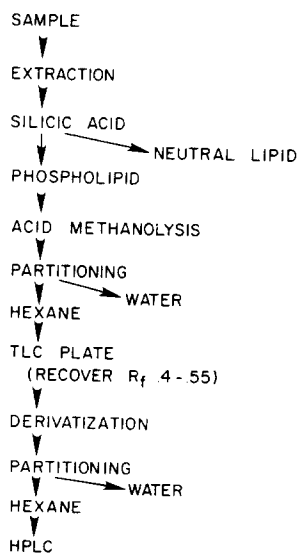 SAMPLE
EXTRACTION
SILICIC ACID
NEUTRAL LIPID
PHOSPHOLIPID
ACID METHANOLYSIS
PARTITIONING
WATER
HEXANE
TLC PLATE
(RECOVER Rf .4-.55)
DERIVATIZATION
PARTITIONING
WATER
HEXANE
HPLC